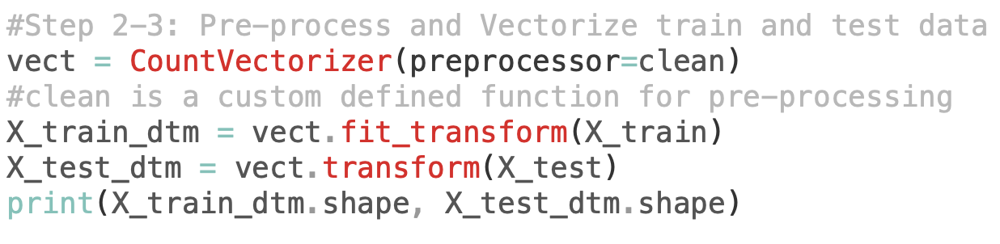 #Step 2-3: Pre-process and Vectorize train and test data
vect = CountVectorizer(preprocessor=clean)
#clean is a custom defined function for pre-processing
X_train_dtm = vect.fit_transform(X_train)
X_test_dtm = vect.transform(X_test)
print(X_train_dtm.shape, X_test_dtm.shape)